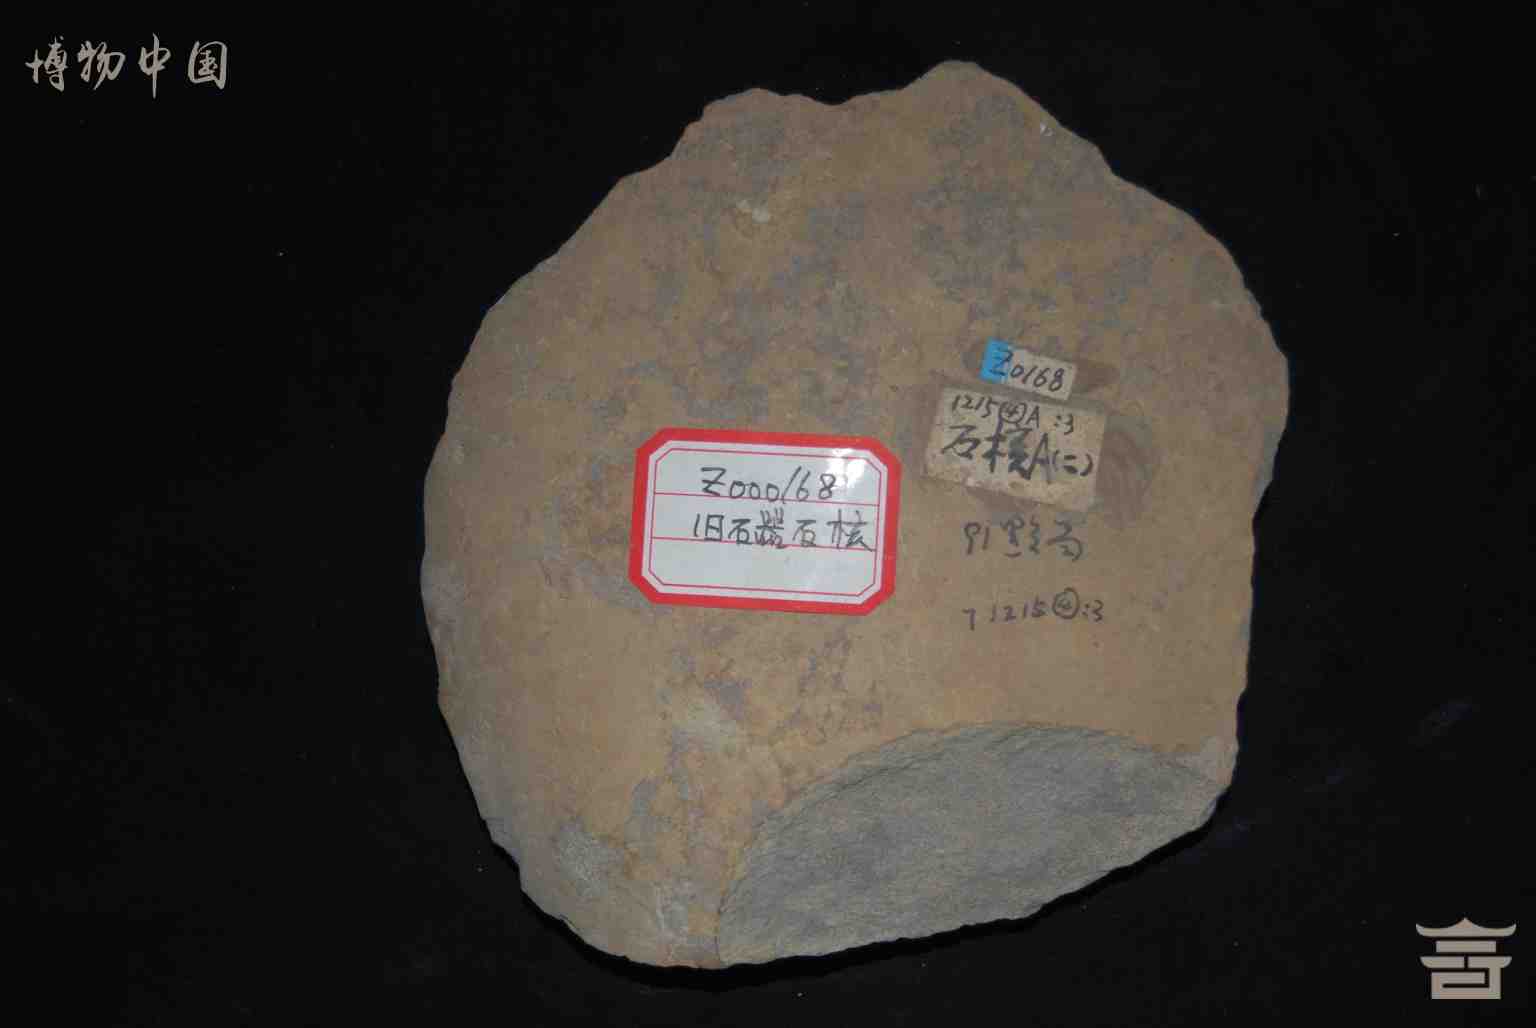 博物中国
Z0168
1215④A:3
石核A(二)
Z000168
旧石器石核
T1215④:3